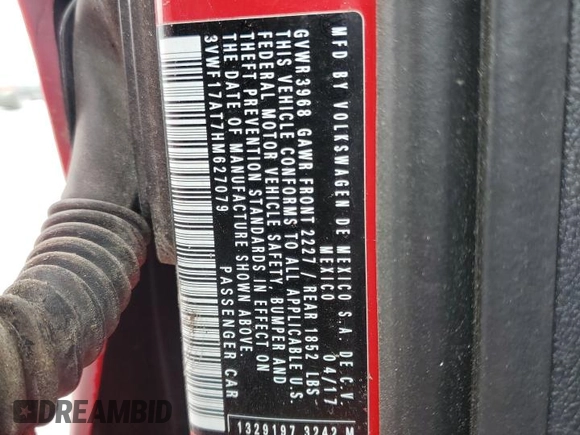 MFD BY VOLKSWAGEN DE MEXICO S.A. DE C.V.
MEXICO 04/17
GVWR 3968 GAWR FRONT 2227// REAR 1852 LBS
THIS VEHICLE CONFORMS TO ALL APPLICABLE U.S.
FEDERAL MOTOR VEHICLE SAFETY, BUMPER AND
THEFT PREVENTION STANDARDS IN EFFECT ON
THE DATE OF MANUFACTURE SHOWN ABOVE.
3VWF17AT7HM627079 PASSENGER CAR
1329197 3242 M
DREAMBID